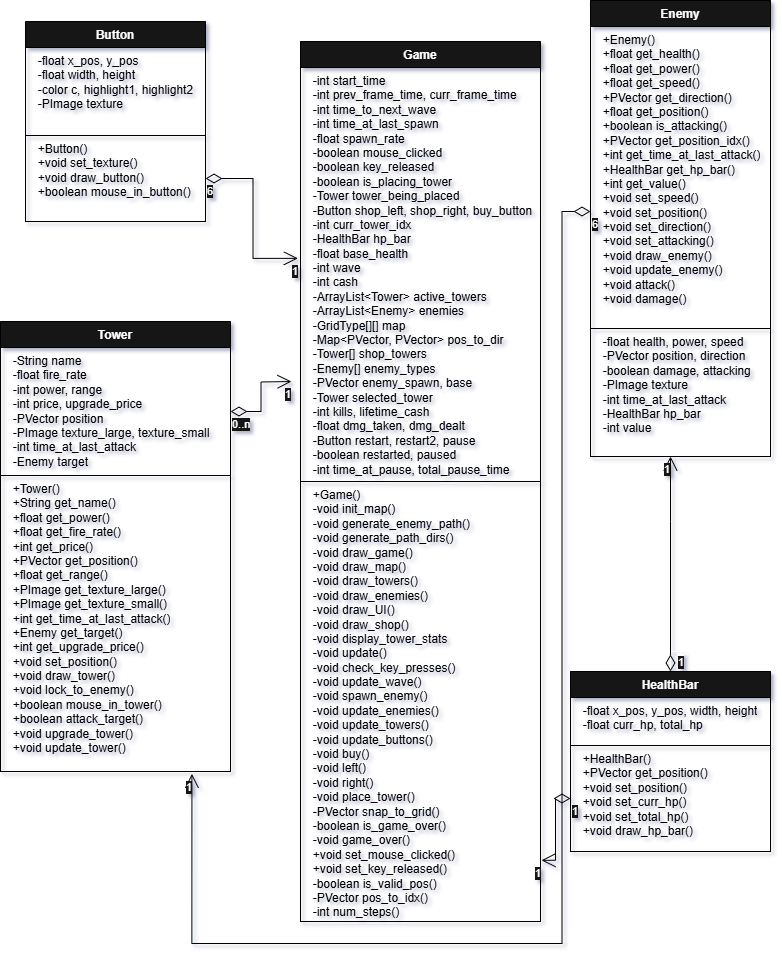 Button
-float x_pos, y_pos
-float width, height
-color c, highlight1, highlight2
-PImage texture
+Button()
+void set_texture()
+void draw_button()
+boolean mouse_in_button()
6
1
Tower
-String name
-float fire_rate
-int power, range
-int price, upgrade_price
-PVector position
-PImage texture_large, texture_small
-int time_at_last_attack
-Enemy target
+Tower()
+String get_name()
+float get_power()
+float get_fire_rate()
+int get_price()
+PVector get_position()
+float get_range()
+PImage get_texture_large()
+PImage get_texture_small()
+int get_time_at_last_attack()
+Enemy get_target()
+int get_upgrade_price()
+void set_position()
+void draw_tower()
+void lock_to_enemy()
+boolean mouse_in_tower()
+boolean attack_target()
+void upgrade_tower()
+void update_tower()
0..n
1
1
Game
-int start_time
-int prev_frame_time, curr_frame_time
-int time_to_next_wave
-int time_at_last_spawn
-float spawn_rate
-boolean mouse_clicked
-boolean key_released
-boolean is_placing_tower
-Tower tower_being_placed
-Button shop_left, shop_right, buy_button
-int curr_tower_idx
-HealthBar hp_bar
-float base_health
-int wave
-int cash
-ArrayList<Tower> active_towers
-ArrayList<Enemy> enemies
-GridType[][] map
-Map<PVector, PVector> pos_to_dir
-Tower[] shop_towers
-Enemy[] enemy_types
-PVector enemy_spawn, base
-Tower selected_tower
-int kills, lifetime_cash
-float dmg_taken, dmg_dealt
-Button restart, restart2, pause
-boolean restarted, paused
-int time_at_pause, total_pause_time
+Game()
-void init_map()
-void generate_enemy_path()
-void generate_path_dirs()
-void draw_game()
-void draw_map()
-void draw_towers()
-void draw_enemies()
-void draw_UI()
-void draw_shop()
-void display_tower_stats
-void update()
-void check_key_presses()
-void update_wave()
-void spawn_enemy()
-void update_enemies()
-void update_towers()
-void update_buttons()
-void buy()
-void left()
-void right()
-void place_tower()
-PVector snap_to_grid()
-boolean is_game_over()
-void game_over()
+void set_mouse_clicked()
+void set_key_released()
-boolean is_valid_pos()
-PVector pos_to_idx()
-int num_steps()
Enemy
+Enemy()
+float get_health()
+float get_power()
+float get_speed()
+PVector get_direction()
+float get_position()
+boolean is_attacking()
+PVector get_position_idx()
+int get_time_at_last_attack()
+HealthBar get_hp_bar()
+int get_value()
+void set_speed()
+void set_position()
+void set_direction()
+void set_attacking()
+void draw_enemy()
+void update_enemy()
+void attack()
+void damage()
6
-float health, power, speed
-PVector position, direction
-boolean damage, attacking
-PImage texture
-int time_at_last_attack
-HealthBar hp_bar
-int value
1
1
HealthBar
-float x_pos, y_pos, width, height
-float curr_hp, total_hp
+HealthBar()
+PVector get_position()
+void set_position()
+void set_curr_hp()
+void set_total_hp()
+void draw_hp_bar()
1
1